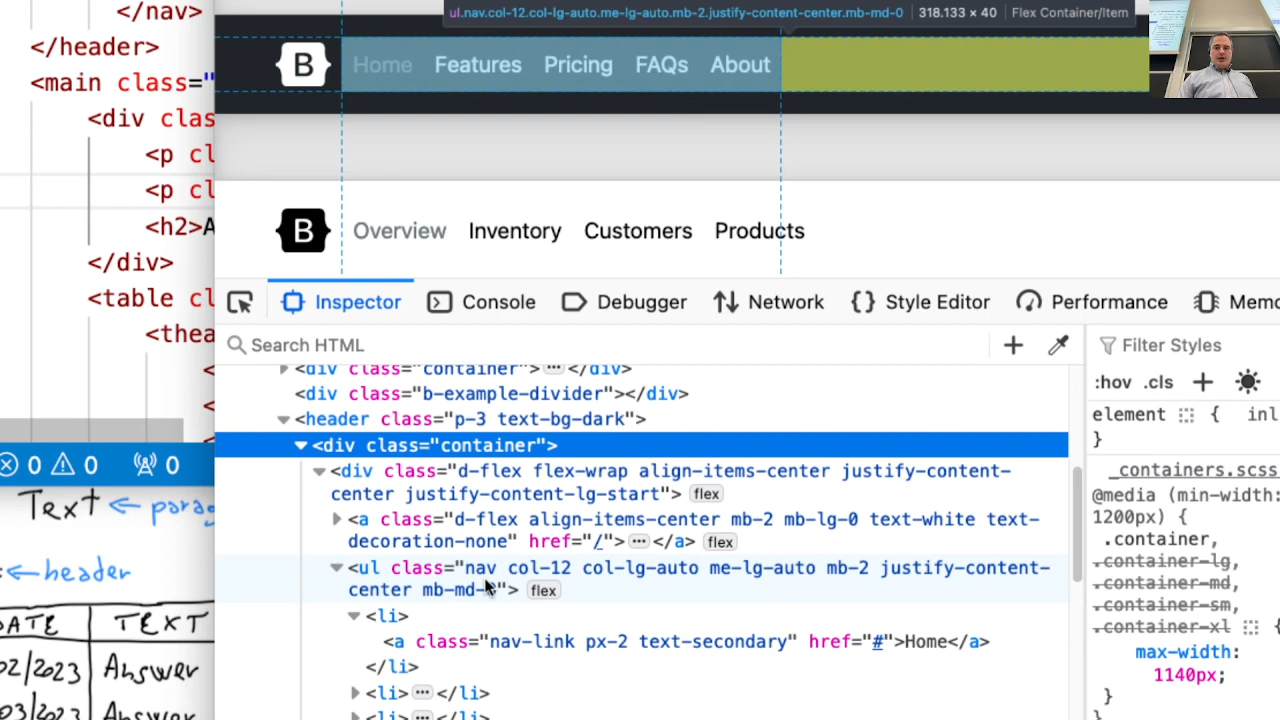 </nav>
</header>
<main class="
<div class
<p cl
<p cl
<h2>A
</div>
<table cl
<thea
<
<
0 0 0
Text ← parag
: ← header
DATE TEXT
02/2023 Answer
03/2023 Answer
ul.nav.col-12.col-lg-auto.me-lg-auto.mb-2.justify-content-center.mb-md-0 318.133 × 40 Flex Container/Item
B Home Features Pricing FAQs About
B Overview Inventory Customers Products
Inspector Console Debugger Network {} Style Editor Performance Memo
Search HTML +
<div class="container"> ••• </div>
<div class="b-example-divider"></div>
<header class="p-3 text-bg-dark">
<div class="container">
<div class="d-flex flex-wrap align-items-center justify-content-
center justify-content-lg-start"> flex
<a class="d-flex align-items-center mb-2 mb-lg-0 text-white text-
decoration-none" href="/"> ••• </a> flex
<ul class="nav col-12 col-lg-auto me-lg-auto mb-2 justify-content-
center mb-md-0"> flex
<li>
<a class="nav-link px-2 text-secondary" href="#">Home</a>
</li>
<li> ••• </li>
<li> ••• </li>
Filter Styles
:hov .cls +
element { inl
}
_containers.scss
@media (min-width:
1200px) {
.container,
.container-lg,
.container-md,
.container-sm,
.container-xl {
max-width:
1140px;
}
}